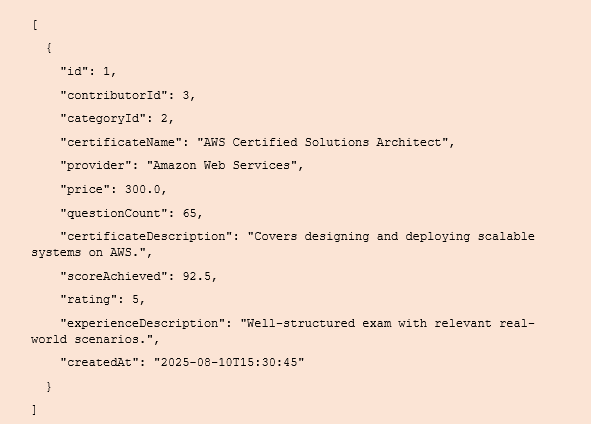 [
  {
    "id": 1,
    "contributorId": 3,
    "categoryId": 2,
    "certificateName": "AWS Certified Solutions Architect",
    "provider": "Amazon Web Services",
    "price": 300.0,
    "questionCount": 65,
    "certificateDescription": "Covers designing and deploying scalable
systems on AWS.",
    "scoreAchieved": 92.5,
    "rating": 5,
    "experienceDescription": "Well-structured exam with relevant real-
world scenarios.",
    "createdAt": "2025-08-10T15:30:45"
  }
]